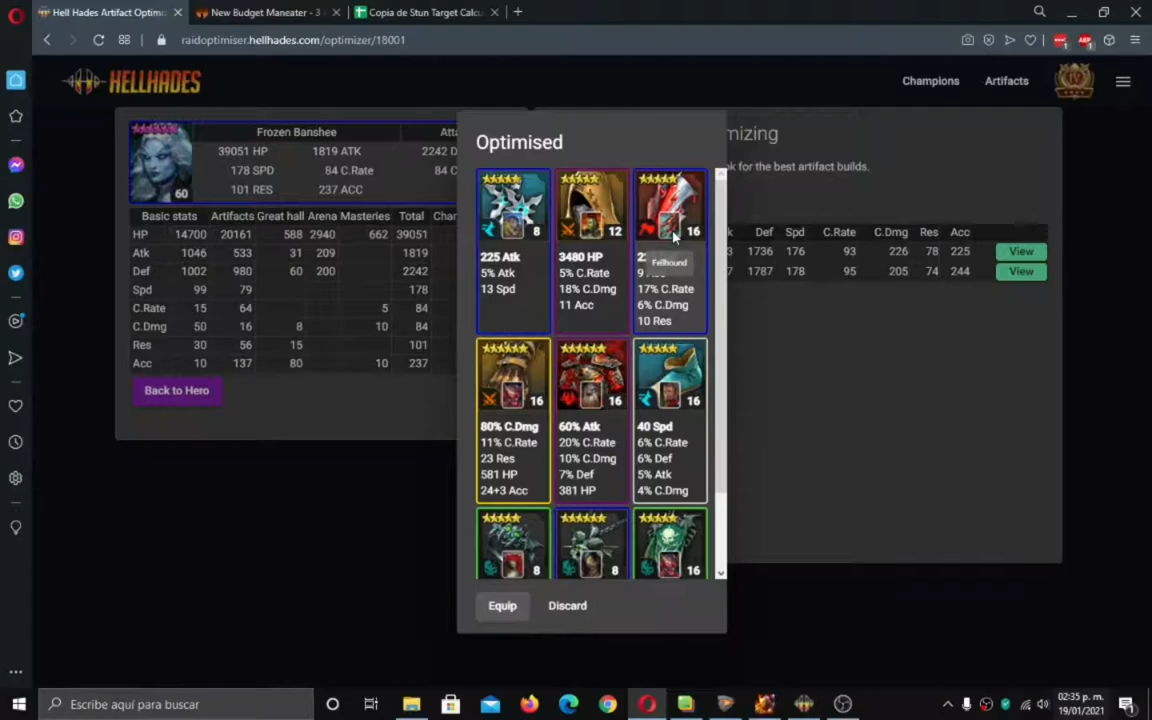 Hell Hades Artifact Optimi
New Budget Maneater - 3
Copia de Stun Target Calcu
raidoptimiser.hellhades.com/optimizer/18001
HELLHADES
Champions
Artifacts
Frozen Banshee
39051 HP 1819 ATK 2242
178 SPD 84 C.Rate 84
101 RES 237 ACC
60
Basic stats Artifacts Great hall Arena Masteries Total
HP 14700 20161 588 2940 662 39051
Atk 1046 533 31 209 1819
Def 1002 980 60 200 2242
Spd 99 79 178
C.Rate 15 64 5 84
C.Dmg 50 16 8 10 84
Res 30 56 15 101
Acc 10 137 80 10 237
Back to Hero
Optimised
8 12 16
225 Atk
5% Atk
13 Spd
3480 HP
5% C.Rate
18% C.Dmg
11 Acc
Fellhound
17% C.Rate
6% C.Dmg
10 Res
16 16 16
80% C.Dmg
11% C.Rate
23 Res
581 HP
24+3 Acc
60% Atk
20% C.Rate
10% C.Dmg
7% Def
381 HP
40 Spd
6% C.Rate
6% Def
5% Atk
4% C.Dmg
8 8 16
Equip
Discard
mizing
ok for the best artifact builds.
Def Spd C.Rate C.Dmg Res Acc
1736 176 93 226 78 225 View
1787 178 95 205 74 244 View
Escribe aquí para buscar
02:35 p. m.
19/01/2021